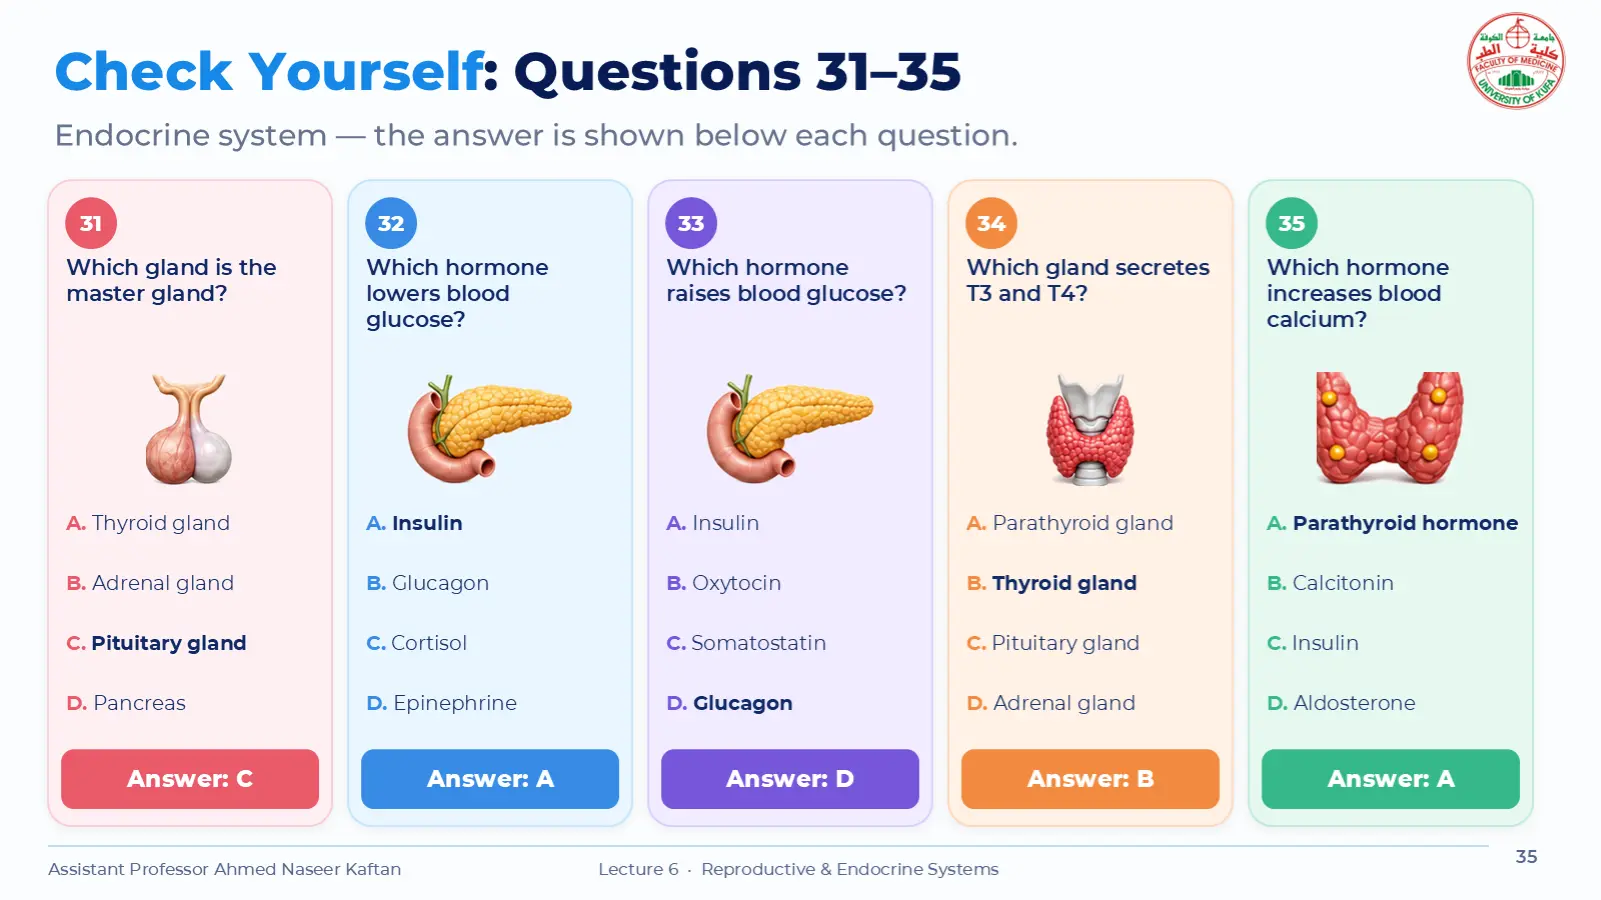 Check Yourself: Questions 31–35
Endocrine system — the answer is shown below each question.
جامعة الكوفة
كلية الطب
FACULTY OF MEDICINE
UNIVERSITY OF KUFA
31
Which gland is the
master gland?
A. Thyroid gland
B. Adrenal gland
C. Pituitary gland
D. Pancreas
Answer: C
32
Which hormone
lowers blood
glucose?
A. Insulin
B. Glucagon
C. Cortisol
D. Epinephrine
Answer: A
33
Which hormone
raises blood glucose?
A. Insulin
B. Oxytocin
C. Somatostatin
D. Glucagon
Answer: D
34
Which gland secretes
T3 and T4?
A. Parathyroid gland
B. Thyroid gland
C. Pituitary gland
D. Adrenal gland
Answer: B
35
Which hormone
increases blood
calcium?
A. Parathyroid hormone
B. Calcitonin
C. Insulin
D. Aldosterone
Answer: A
Assistant Professor Ahmed Naseer Kaftan
Lecture 6 · Reproductive & Endocrine Systems
35